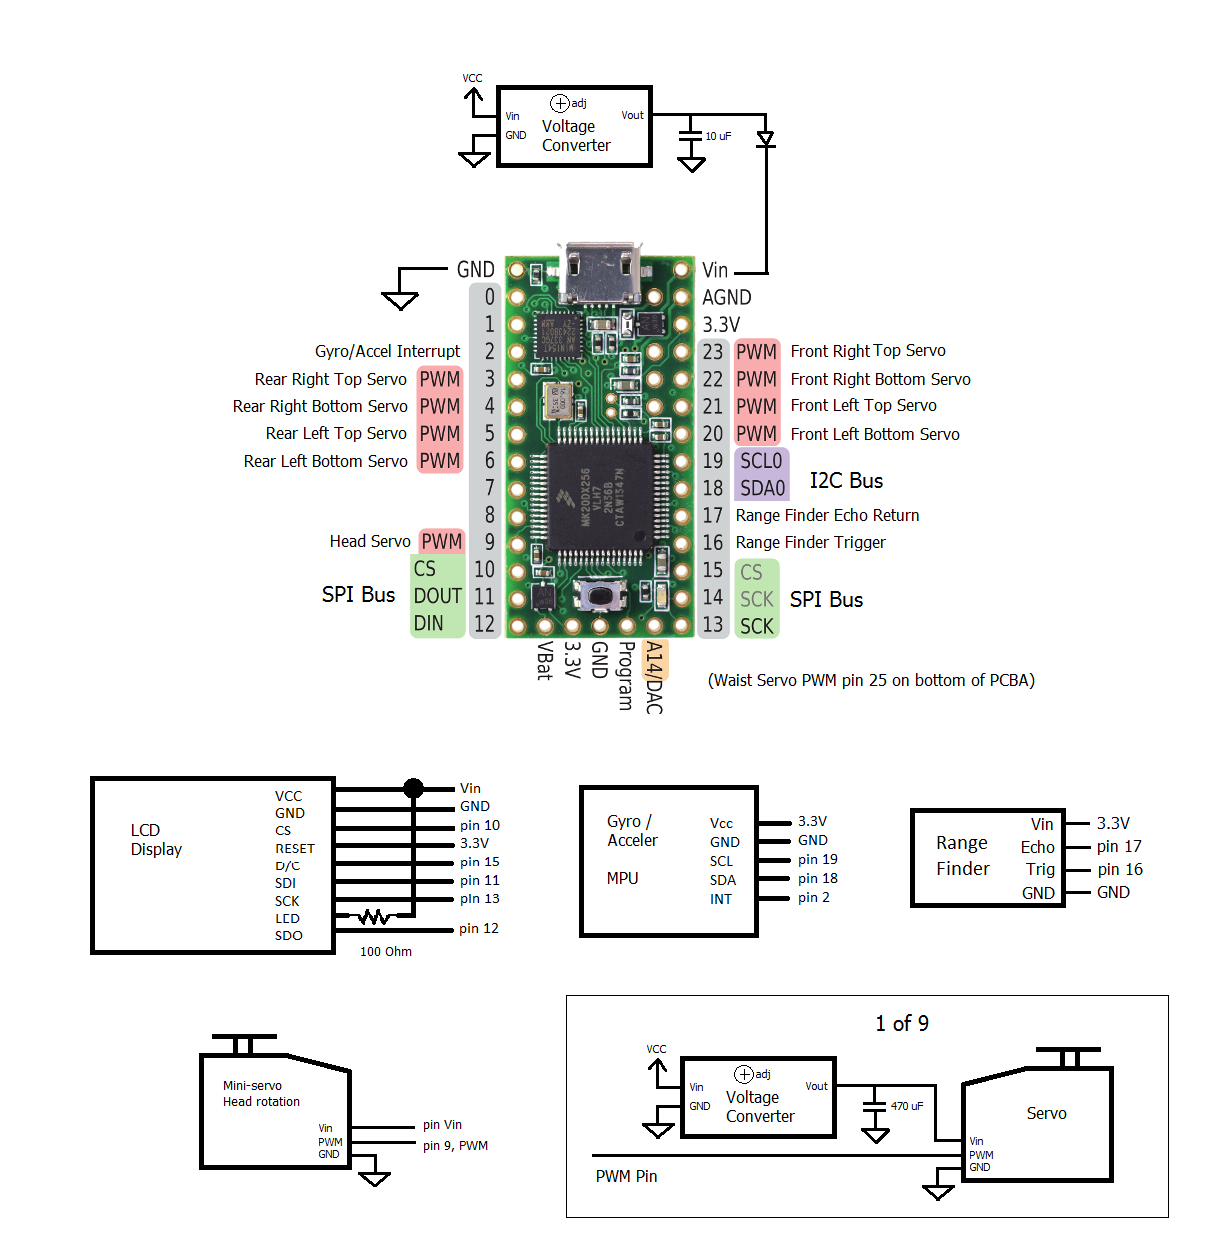 VCC
adj
Vin
Vout
GND
Voltage
Converter
10 uF
GND
Vin
0
AGND
1
3.3V
Gyro/Accel Interrupt
2
23
PWM
Front Right Top Servo
Rear Right Top Servo
PWM
3
22
PWM
Front Right Bottom Servo
Rear Right Bottom Servo
PWM
4
21
PWM
Front Left Top Servo
Rear Left Top Servo
PWM
5
20
PWM
Front Left Bottom Servo
Rear Left Bottom Servo
PWM
6
19
SCL0
7
18
SDA0
I2C Bus
8
17
Range Finder Echo Return
Head Servo
PWM
9
16
Range Finder Trigger
CS
10
15
CS
SPI Bus
DOUT
11
14
SCK
SPI Bus
DIN
12
13
SCK
MK20DX256
VLH7
2N36B
CTAW1347N
VBat
3.3V
GND
Program
A14/DAC
(Waist Servo PWM pin 25 on bottom of PCBA)
LCD
Display
VCC
Vin
GND
GND
CS
pin 10
RESET
3.3V
D/C
pin 15
SDI
pin 11
SCK
pin 13
LED
SDO
pin 12
100 Ohm
Gyro /
Acceler
MPU
Vcc
3.3V
GND
GND
SCL
pin 19
SDA
pin 18
INT
pin 2
Range
Finder
Vin
3.3V
Echo
pin 17
Trig
pin 16
GND
GND
Mini-servo
Head rotation
Vin
pin Vin
PWM
pin 9, PWM
GND
1 of 9
VCC
adj
Vin
Vout
GND
Voltage
Converter
470 uF
Servo
Vin
PWM
GND
PWM Pin